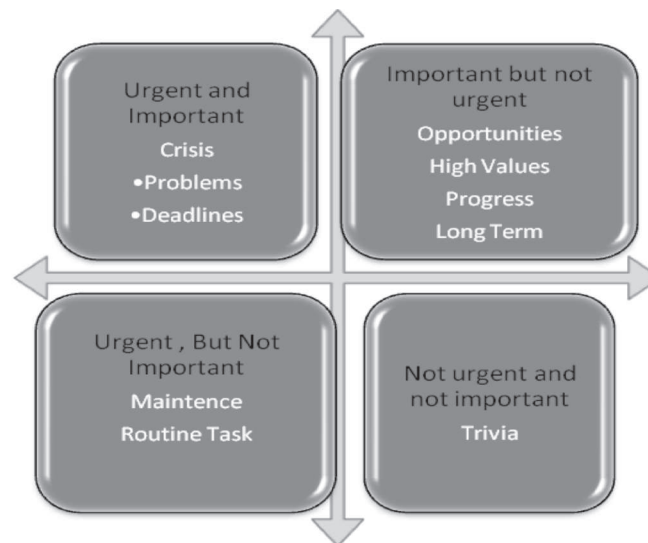 Urgent and
Important
Crisis
•Problems
•Deadlines
Important but not
urgent
Opportunities
High Values
Progress
Long Term
Urgent , But Not
Important
Maintence
Routine Task
Not urgent and
not important
Trivia